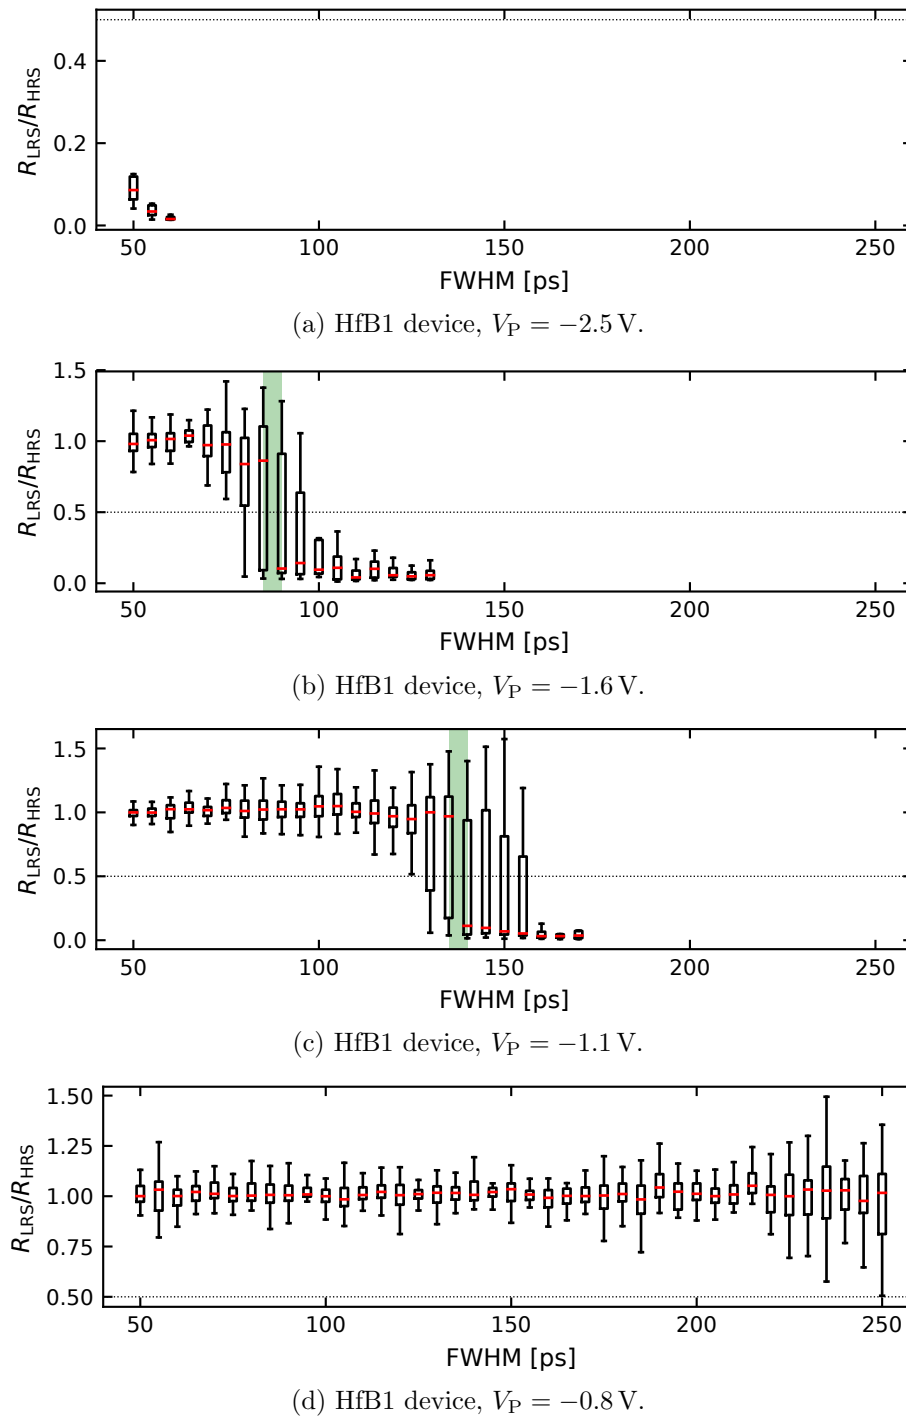 0.4
0.2
0.0
R_LRS/R_HRS
50 100 150 200 250
FWHM [ps]
(a) HfB1 device, V_P = −2.5 V.
1.5
1.0
0.5
0.0
R_LRS/R_HRS
50 100 150 200 250
FWHM [ps]
(b) HfB1 device, V_P = −1.6 V.
1.5
1.0
0.5
0.0
R_LRS/R_HRS
50 100 150 200 250
FWHM [ps]
(c) HfB1 device, V_P = −1.1 V.
1.50
1.25
1.00
0.75
0.50
R_LRS/R_HRS
50 100 150 200 250
FWHM [ps]
(d) HfB1 device, V_P = −0.8 V.